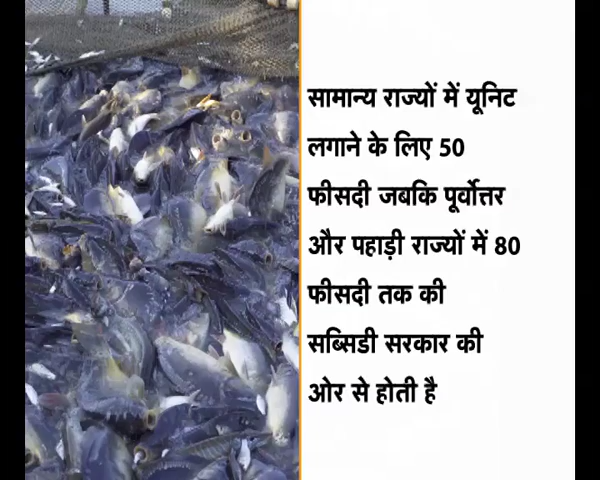 सामान्य राज्यों में यूनिट
लगाने के लिए 50
फीसदी जबकि पूर्वोत्तर
और पहाड़ी राज्यों में 80
फीसदी तक की
सब्सिडी सरकार की
ओर से होती है